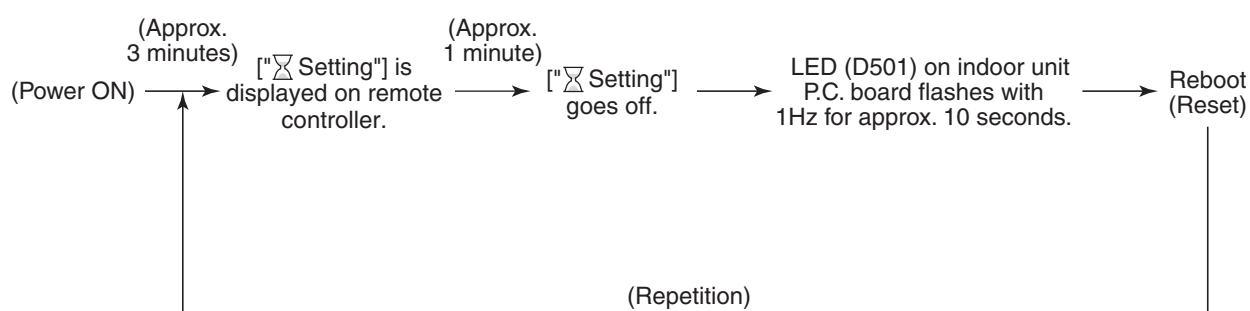 (Approx.
3 minutes)
(Approx.
1 minute)
(Power ON)
["⌛ Setting"] is
displayed on remote
controller.
["⌛ Setting"]
goes off.
LED (D501) on indoor unit
P.C. board flashes with
1Hz for approx. 10 seconds.
Reboot
(Reset)
(Repetition)